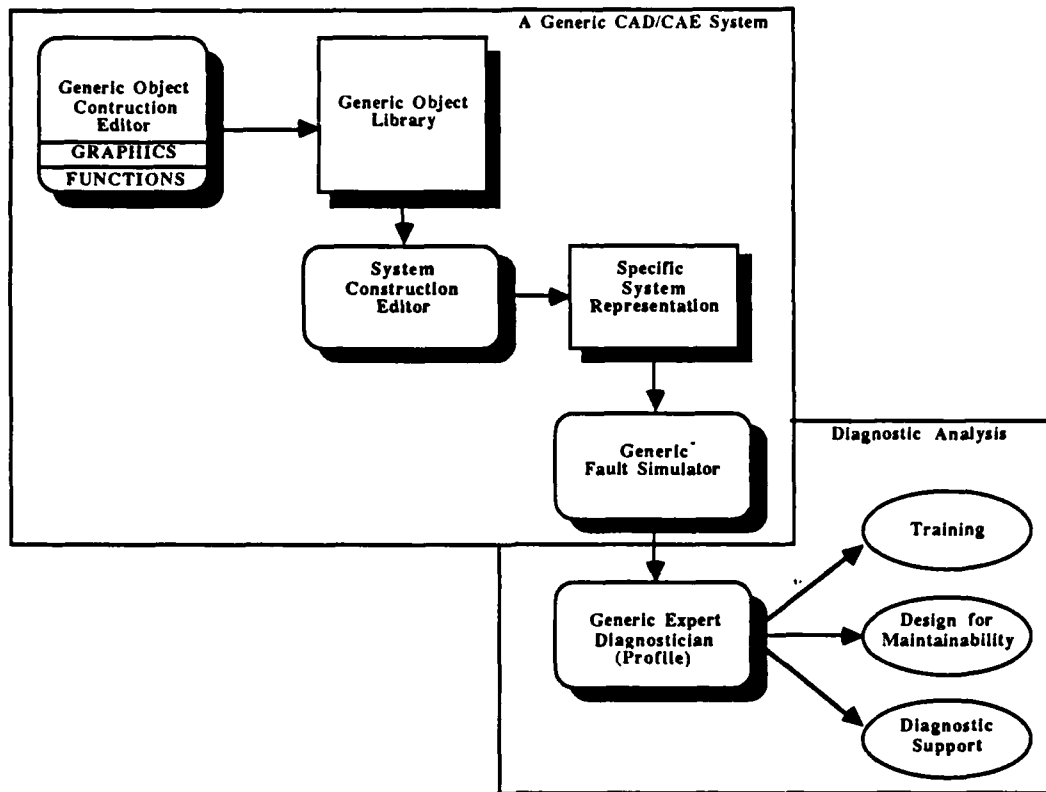 A Generic CAD/CAE System
Generic Object
Contruction
Editor
GRAPHICS
FUNCTIONS
Generic Object
Library
System
Construction
Editor
Specific
System
Representation
Generic
Fault Simulator
Diagnostic Analysis
Generic Expert
Diagnostician
(Profile)
Training
Design for
Maintainability
Diagnostic
Support